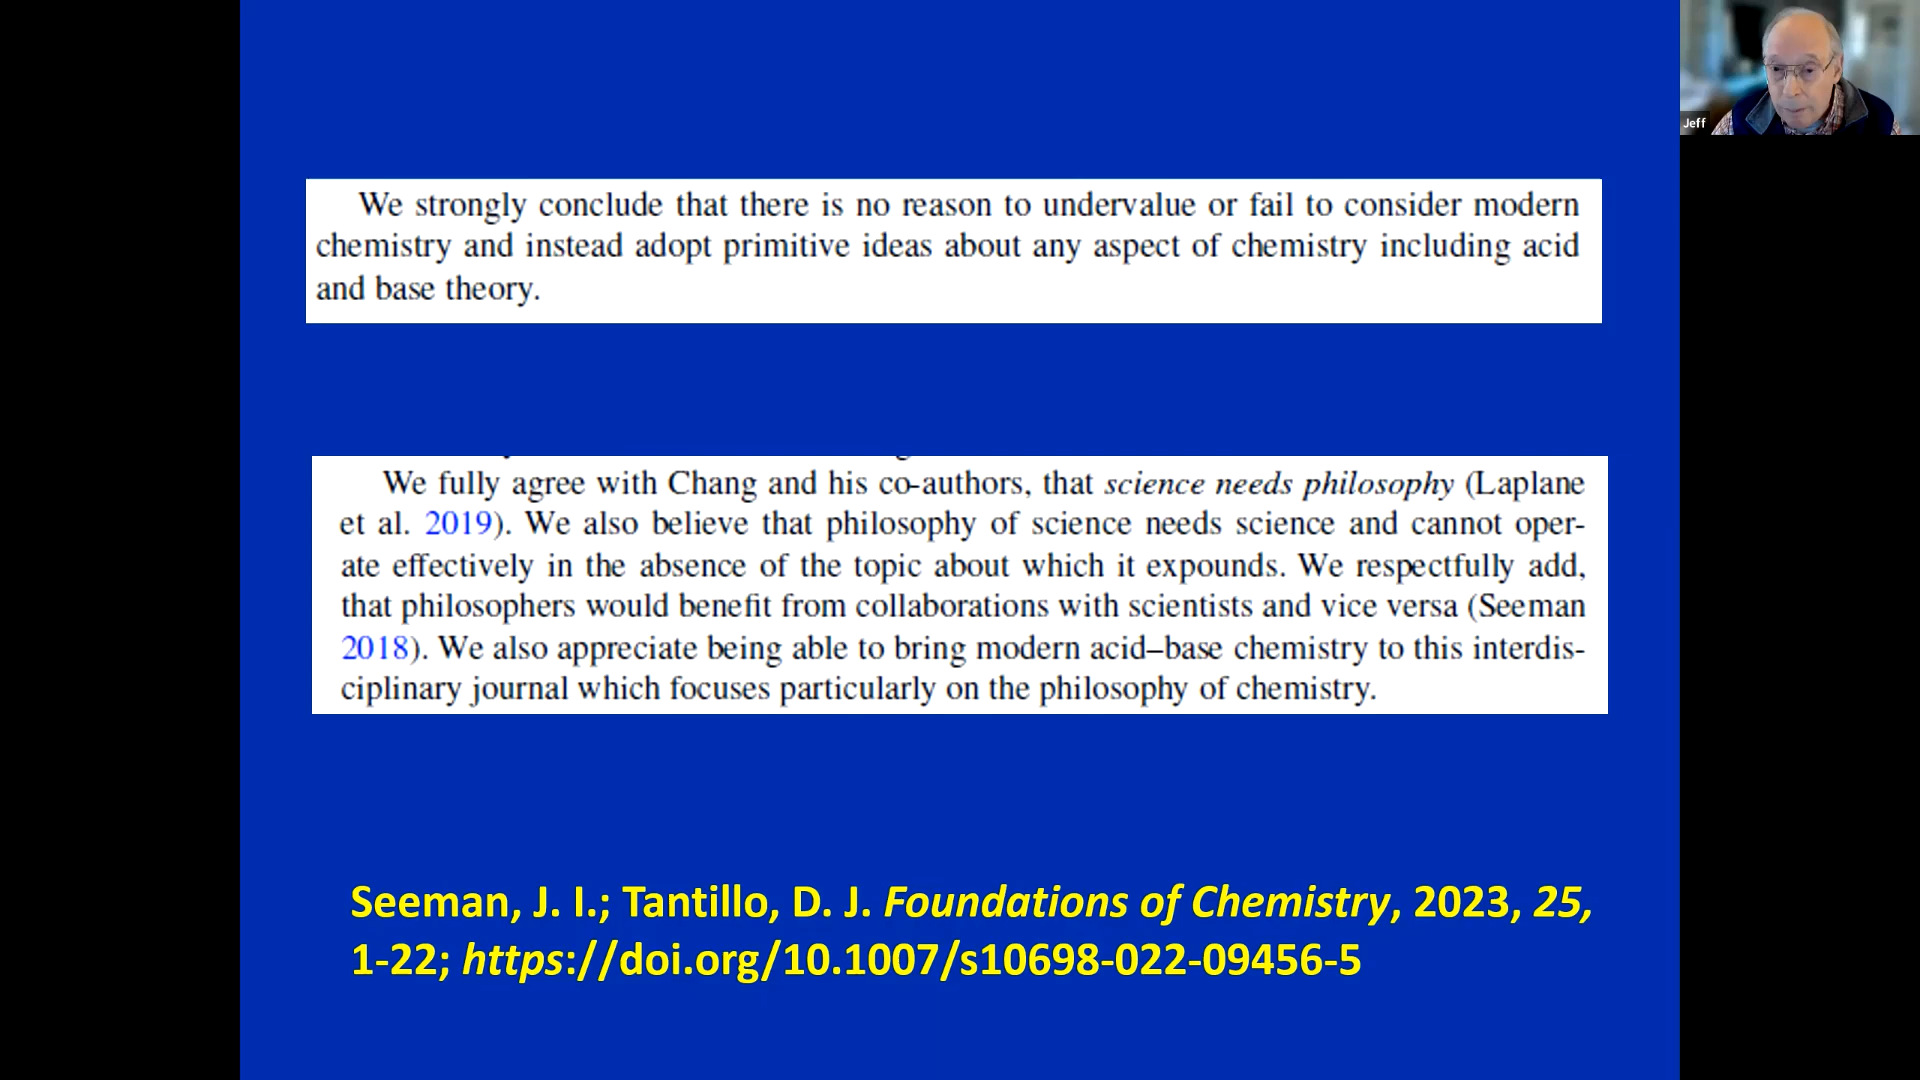 Jeff
We strongly conclude that there is no reason to undervalue or fail to consider modern
chemistry and instead adopt primitive ideas about any aspect of chemistry including acid
and base theory.
We fully agree with Chang and his co-authors, that science needs philosophy (Laplane
et al. 2019). We also believe that philosophy of science needs science and cannot oper-
ate effectively in the absence of the topic about which it expounds. We respectfully add,
that philosophers would benefit from collaborations with scientists and vice versa (Seeman
2018). We also appreciate being able to bring modern acid–base chemistry to this interdis-
ciplinary journal which focuses particularly on the philosophy of chemistry.
Seeman, J. I.; Tantillo, D. J. Foundations of Chemistry, 2023, 25,
1-22; https://doi.org/10.1007/s10698-022-09456-5